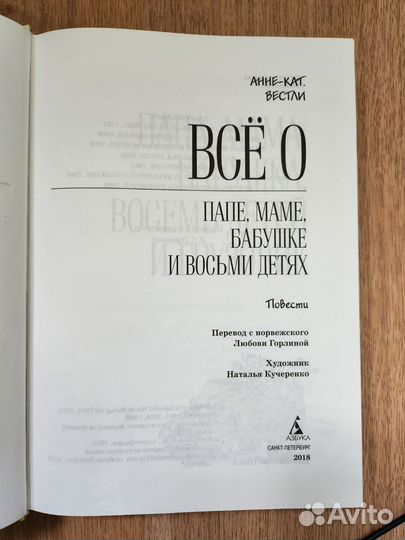 АННЕ-КАТ.
ВЕСТЛИ
ВСЁ О
ПАПЕ, МАМЕ,
БАБУШКЕ
И ВОСЬМИ ДЕТЯХ
Повести
Перевод с норвежского
Любови Горлиной
Художник
Наталья Кучеренко
АЗБУКА
САНКТ-ПЕТЕРБУРГ
2018
Avito